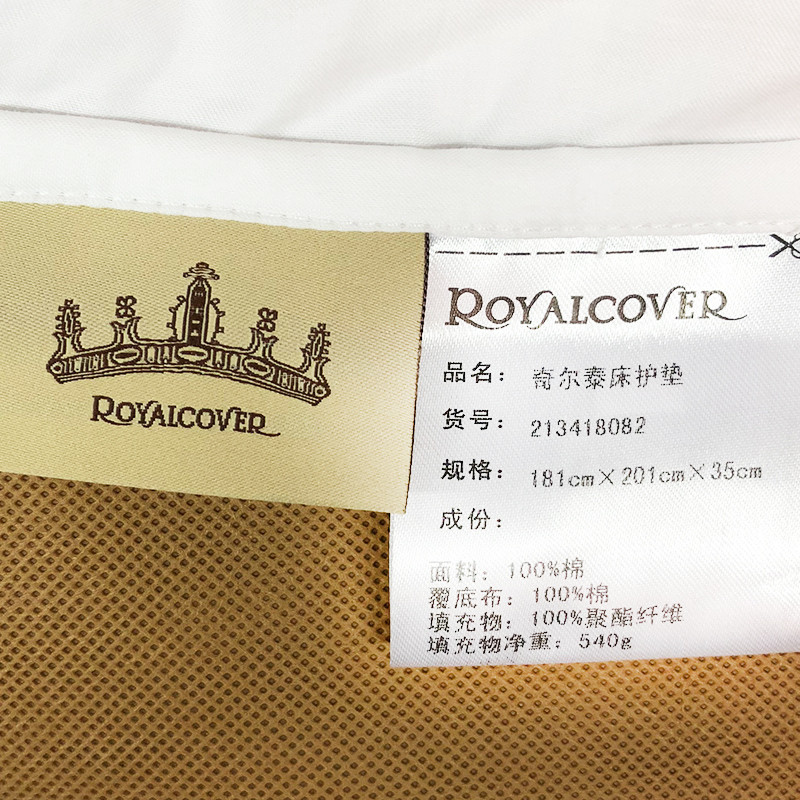 ROYALCOVER
ROYALCOVER
品名： 奇尔泰床护垫
货号： 213418082
规格： 181cm×201cm×35cm
成份：
面料：100%棉
覆底布：100%棉
填充物：100%聚酯纤维
填充物净重：540g